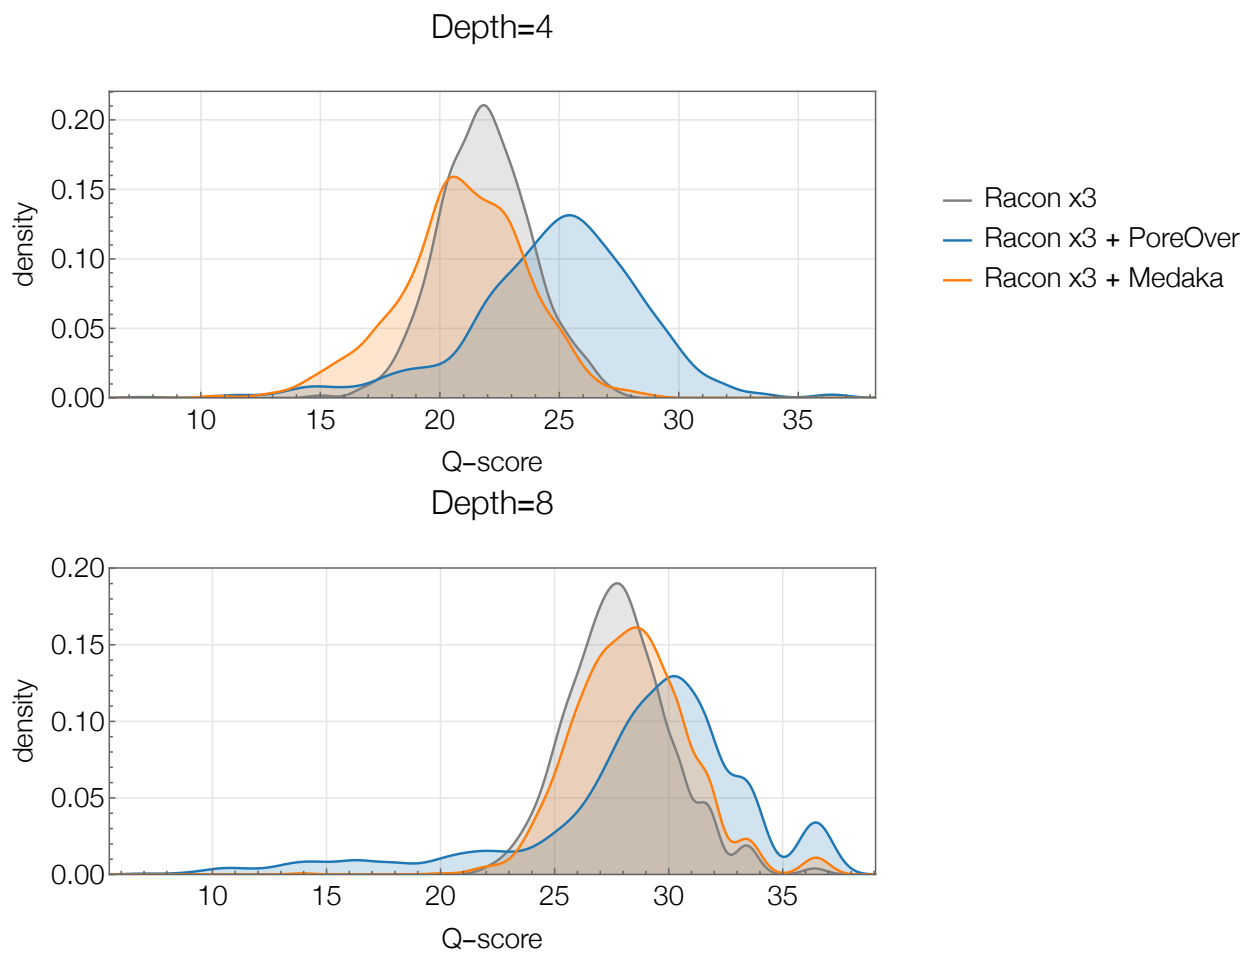 Depth=4
0.20
0.15
0.10
0.05
0.00
density
10 15 20 25 30 35
Q-score
Racon x3
Racon x3 + PoreOver
Racon x3 + Medaka
Depth=8
0.20
0.15
0.10
0.05
0.00
density
10 15 20 25 30 35
Q-score